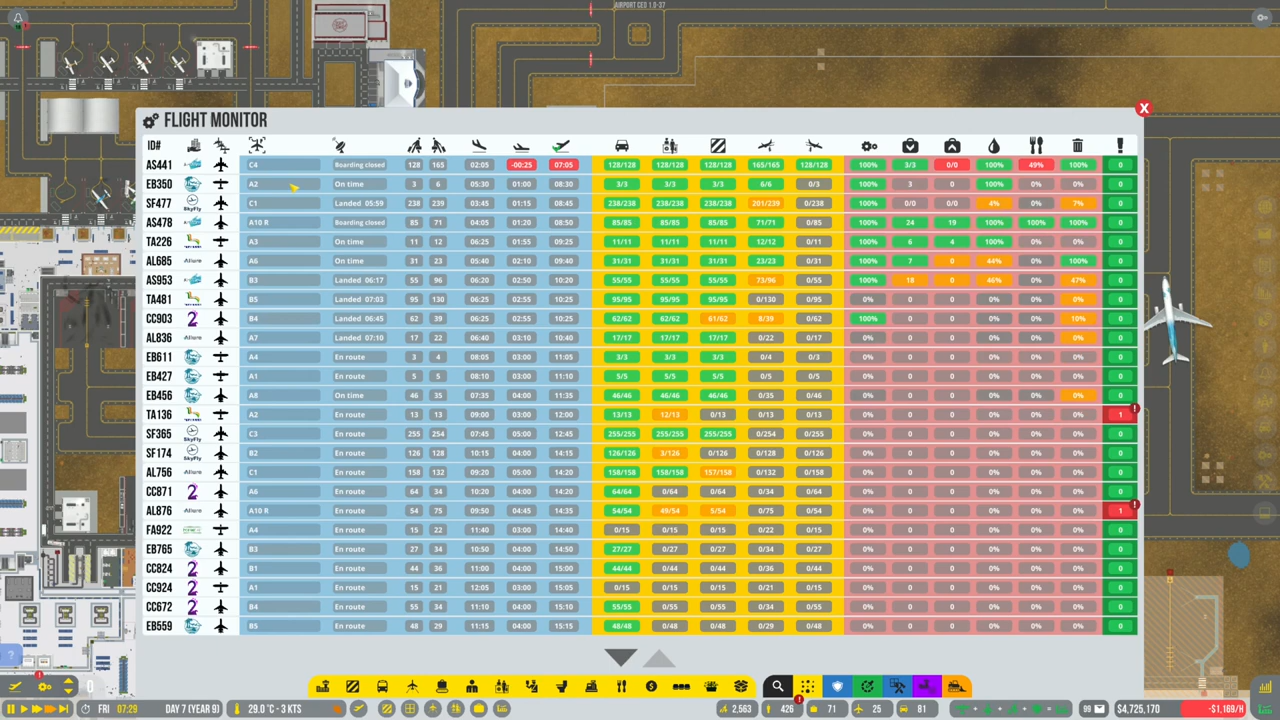 AIRPORT CEO 1.0-37
FLIGHT MONITOR
X
ID#
AS441 C4 Boarding closed 128 165 02:05 -00:25 07:05 128/128 128/128 128/128 165/165 128/128 100% 3/3 0/0 100% 49% 100% 0
EB350 A2 On time 3 6 05:30 01:00 08:30 3/3 3/3 3/3 6/6 0/3 100% 3 0 100% 0% 0% 0
SF477 SkyFly C1 Landed 05:59 238 239 03:45 01:15 08:45 238/238 238/238 238/238 201/239 0/238 100% 0/0 0/0 4% 0% 7% 0
AS478 A10 R Boarding closed 85 71 04:05 01:20 08:50 85/85 85/85 85/85 71/71 0/85 100% 24 19 100% 100% 100% 0
TA226 A3 On time 11 12 06:25 01:55 09:25 11/11 11/11 11/11 12/12 0/11 100% 6 4 100% 0% 0% 0
AL685 Allure A6 On time 31 23 05:40 02:10 09:40 31/31 31/31 31/31 23/23 0/31 100% 7 0 44% 0% 100% 0
AS953 B3 Landed 06:17 55 96 06:20 02:50 10:20 55/55 55/55 55/55 73/96 0/55 100% 18 0 46% 0% 47% 0
TA481 B5 Landed 07:03 95 130 06:25 02:55 10:25 95/95 95/95 95/95 0/130 0/95 0% 0 0 0% 0% 0% 0
CC903 2 B4 Landed 06:45 62 39 06:25 02:55 10:25 62/62 62/62 61/62 8/39 0/62 100% 0 0 0% 0% 10% 0
AL836 Allure A7 Landed 07:10 17 22 06:40 03:10 10:40 17/17 17/17 17/17 0/22 0/17 0% 0 0 0% 0% 0% 0
EB611 A4 En route 3 4 08:05 03:00 11:05 3/3 3/3 3/3 0/4 0/3 0% 0 0 0% 0% 0% 0
EB427 A1 En route 5 5 08:10 03:00 11:10 5/5 5/5 5/5 0/5 0/5 0% 0 0 0% 0% 0% 0
EB456 A8 On time 46 35 07:35 04:00 11:35 46/46 46/46 46/46 0/35 0/46 0% 0 0 0% 0% 0% 0
TA136 A2 En route 13 13 09:00 03:00 12:00 13/13 12/13 0/13 0/13 0/13 0% 0 0 0% 0% 0% 1
SF365 SkyFly C3 En route 255 254 07:45 05:00 12:45 255/255 255/255 255/255 0/254 0/255 0% 0 0 0% 0% 0% 0
SF174 SkyFly B2 En route 126 128 10:15 04:00 14:15 126/126 3/126 0/126 0/128 0/126 0% 0 0 0% 0% 0% 0
AL756 Allure C1 En route 158 132 09:20 05:00 14:20 158/158 158/158 157/158 0/132 0/158 0% 0 0 0% 0% 0% 0
CC871 2 A6 En route 64 34 10:20 04:00 14:20 64/64 0/64 0/64 0/34 0/64 0% 0 0 0% 0% 0% 0
AL876 Allure A10 R En route 54 75 09:50 04:45 14:35 54/54 49/54 5/54 0/75 0/54 0% 0 0 0% 0% 0% 1
FA922 A4 En route 15 22 11:40 03:00 14:40 0/15 0/15 0/15 0/22 0/15 0% 0 0 0% 0% 0% 0
EB765 B3 En route 27 34 10:50 04:00 14:50 27/27 0/27 0/27 0/34 0/27 0% 0 0 0% 0% 0% 0
CC824 2 B1 En route 44 36 11:00 04:00 15:00 44/44 0/44 0/44 0/36 0/44 0% 0 0 0% 0% 0% 0
CC924 2 A1 En route 15 21 12:05 03:00 15:05 0/15 0/15 0/15 0/21 0/15 0% 0 0 0% 0% 0% 0
CC672 2 B4 En route 55 34 11:10 04:00 15:10 55/55 0/55 0/55 0/34 0/55 0% 0 0 0% 0% 0% 0
EB559 B5 En route 48 29 11:15 04:00 15:15 48/48 0/48 0/48 0/29 0/48 0% 0 0 0% 0% 0% 0
?
0
FRI 07:29 DAY 7 (YEAR 9) 29.0°C - 3 KTS 2,563 426 71 25 81 99 $4,725,170 -$1,189/H